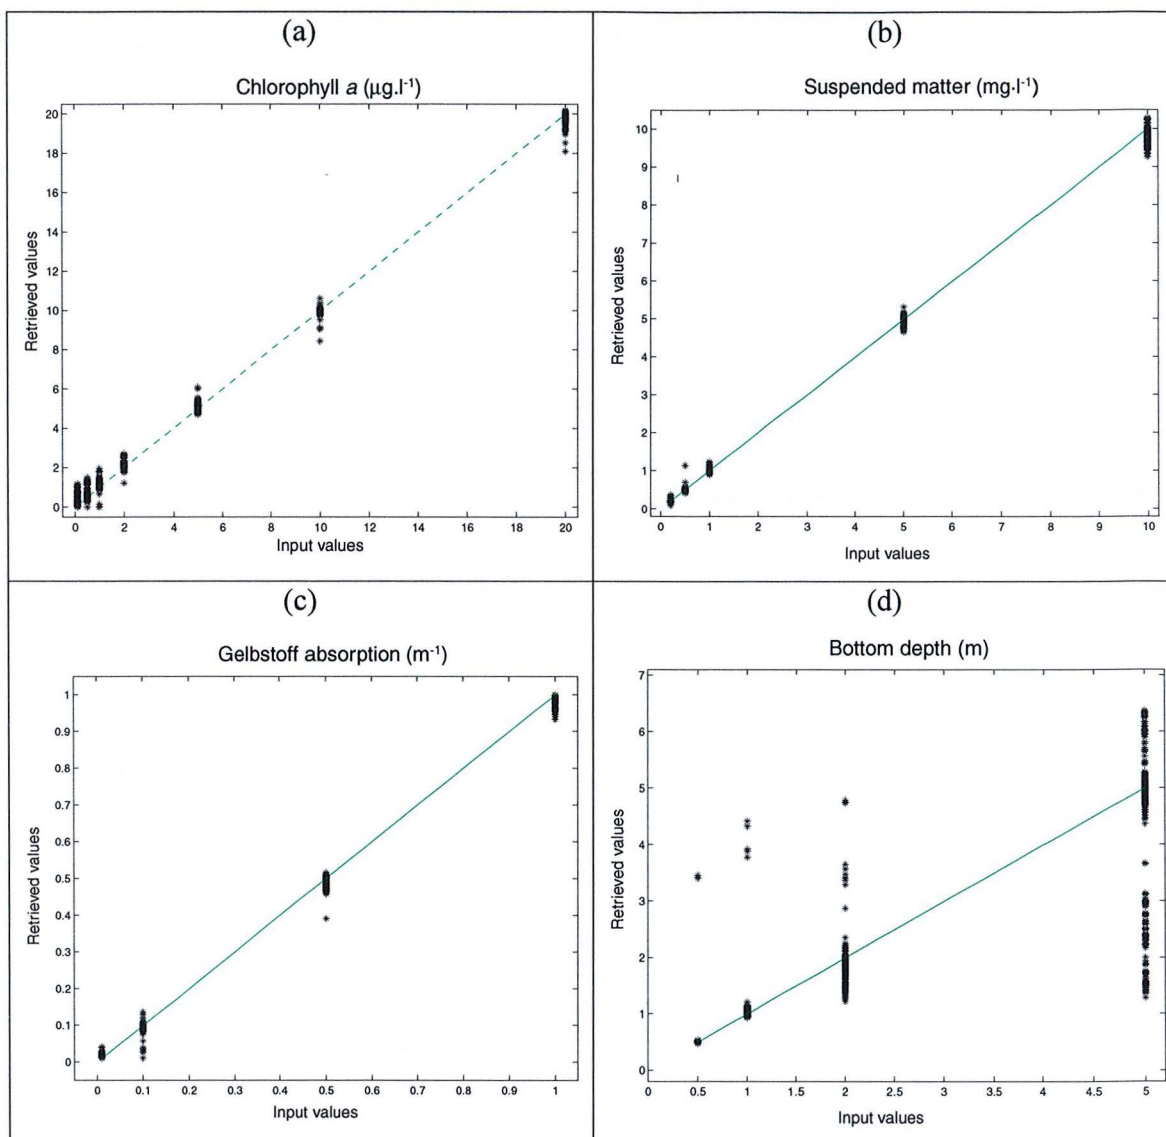 (a)
Chlorophyll a (μg.l⁻¹)
20
18
16
14
12
10
8
6
4
2
0
Retrieved values
0 2 4 6 8 10 12 14 16 18 20
Input values
(b)
Suspended matter (mg·l⁻¹)
10
9
8
7
6
5
4
3
2
1
0
Retrieved values
0 1 2 3 4 5 6 7 8 9 10
Input values
(c)
Gelbstoff absorption (m⁻¹)
1
0.9
0.8
0.7
0.6
0.5
0.4
0.3
0.2
0.1
0
Retrieved values
0 0.1 0.2 0.3 0.4 0.5 0.6 0.7 0.8 0.9 1
Input values
(d)
Bottom depth (m)
7
6
5
4
3
2
1
0
Retrieved values
0 0.5 1 1.5 2 2.5 3 3.5 4 4.5 5
Input values